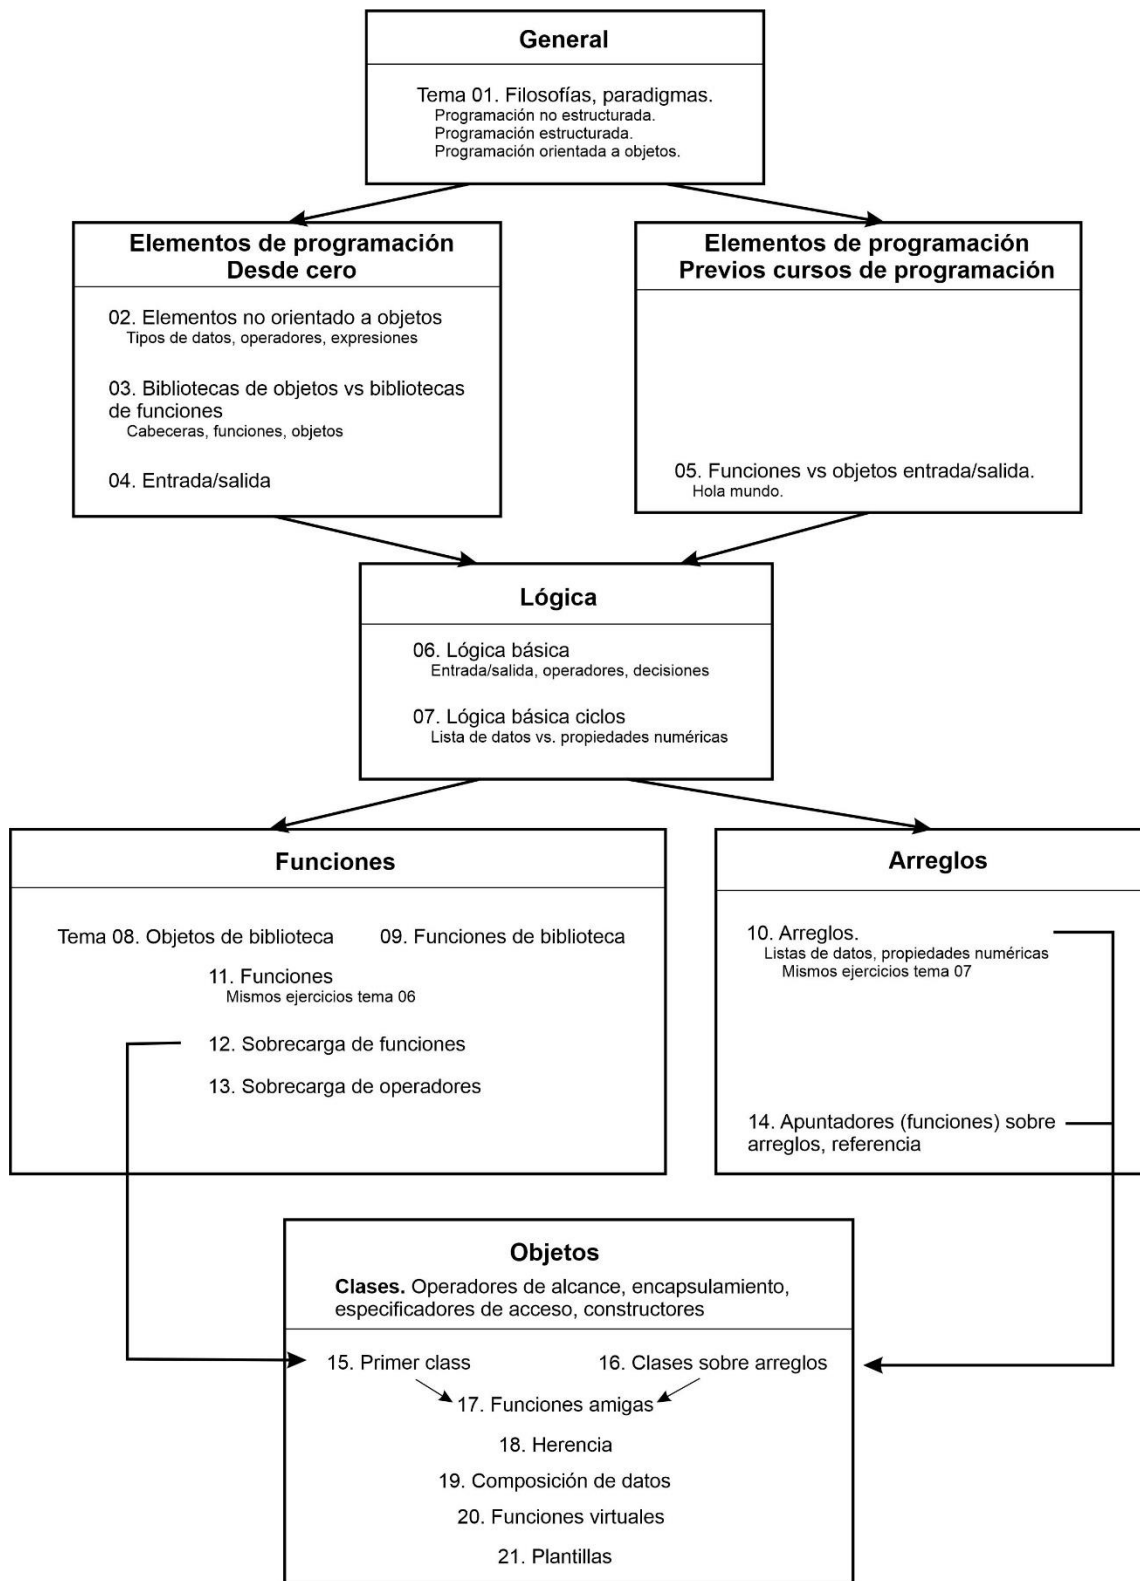 General
Tema 01. Filosofías, paradigmas.
Programación no estructurada.
Programación estructurada.
Programación orientada a objetos.
Elementos de programación
Desde cero
02. Elementos no orientado a objetos
Tipos de datos, operadores, expresiones
03. Bibliotecas de objetos vs bibliotecas
de funciones
Cabeceras, funciones, objetos
04. Entrada/salida
Elementos de programación
Previos cursos de programación
05. Funciones vs objetos entrada/salida.
Hola mundo.
Lógica
06. Lógica básica
Entrada/salida, operadores, decisiones
07. Lógica básica ciclos
Lista de datos vs. propiedades numéricas
Funciones
Tema 08. Objetos de biblioteca
09. Funciones de biblioteca
11. Funciones
Mismos ejercicios tema 06
12. Sobrecarga de funciones
13. Sobrecarga de operadores
Arreglos
10. Arreglos.
Listas de datos, propiedades numéricas
Mismos ejercicios tema 07
14. Apuntadores (funciones) sobre
arreglos, referencia
Objetos
Clases. Operadores de alcance, encapsulamiento,
especificadores de acceso, constructores
15. Primer class
16. Clases sobre arreglos
17. Funciones amigas
18. Herencia
19. Composición de datos
20. Funciones virtuales
21. Plantillas